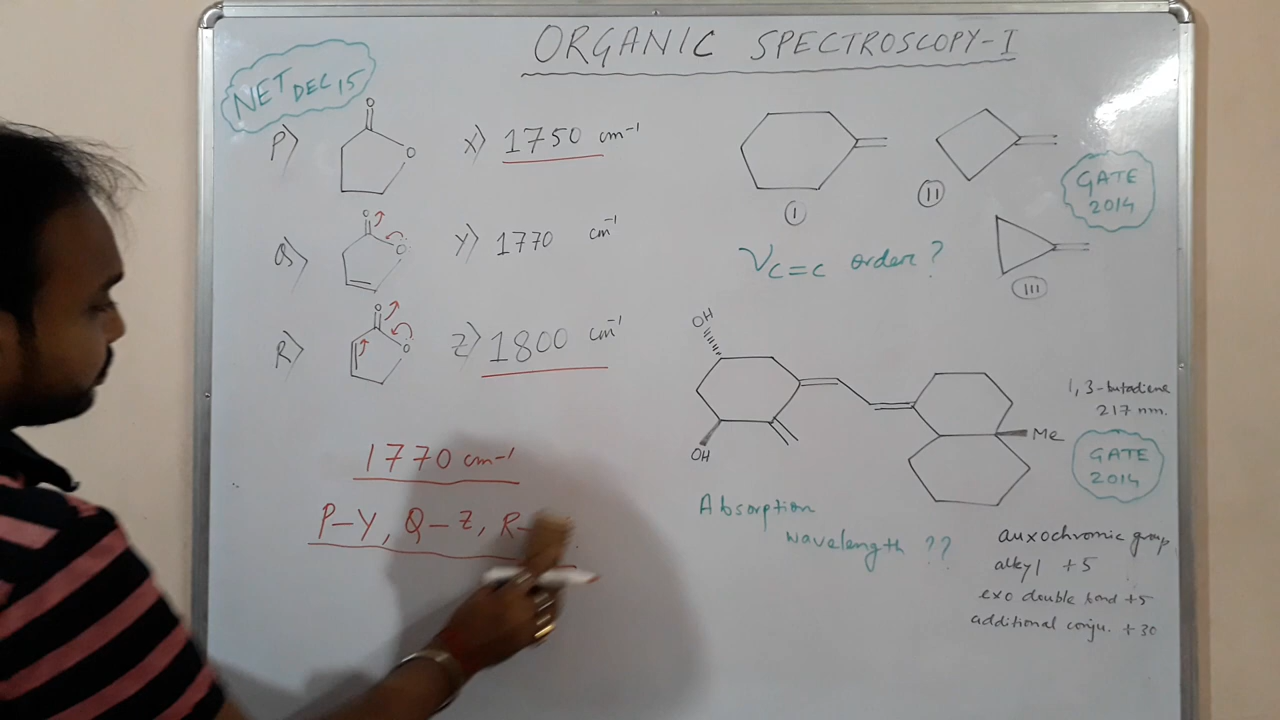 ORGANIC SPECTROSCOPY-I
NET DEC 15
P) O O X) 1750 cm⁻¹
Q) O O Y) 1770 cm⁻¹
R) O O Z) 1800 cm⁻¹
1770 cm⁻¹
P-Y, Q-Z, R-
I
II
III
GATE
2014
νC=C order?
OH
OH
Me
1,3-butadiene
217 nm.
GATE
2014
Absorption
wavelength ??
auxochromic group
alkyl +5
exo double bond +5
additional conju. +30